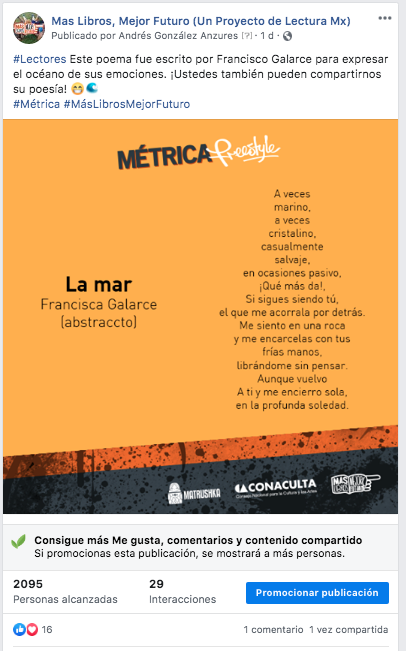 Mas Libros, Mejor Futuro (Un Proyecto de Lectura Mx)
Publicado por Andrés González Anzures [?] · 1 d ·
#Lectores Este poema fue escrito por Francisco Galarce para expresar
el océano de sus emociones. ¡Ustedes también pueden compartirnos
su poesía!
#Métrica #MásLibrosMejorFuturo
MÉTRICA freestyle
La mar
Francisca Galarce
(abstraccto)
A veces
marino,
a veces
cristalino,
casualmente
salvaje,
en ocasiones pasivo,
¡Qué más da!,
Si sigues siendo tú,
el que me acorrala por detrás.
Me siento en una roca
y me encarcelas con tus
frías manos,
librándome sin pensar.
Aunque vuelvo
A ti y me encierro sola,
en la profunda soledad.
MATRUSHKA
CONACULTA
Consejo Nacional para la Cultura y las Artes
Consigue más Me gusta, comentarios y contenido compartido
Si promocionas esta publicación, se mostrará a más personas.
2095
Personas alcanzadas
29
Interacciones
Promocionar publicación
16
1 comentario 1 vez compartida